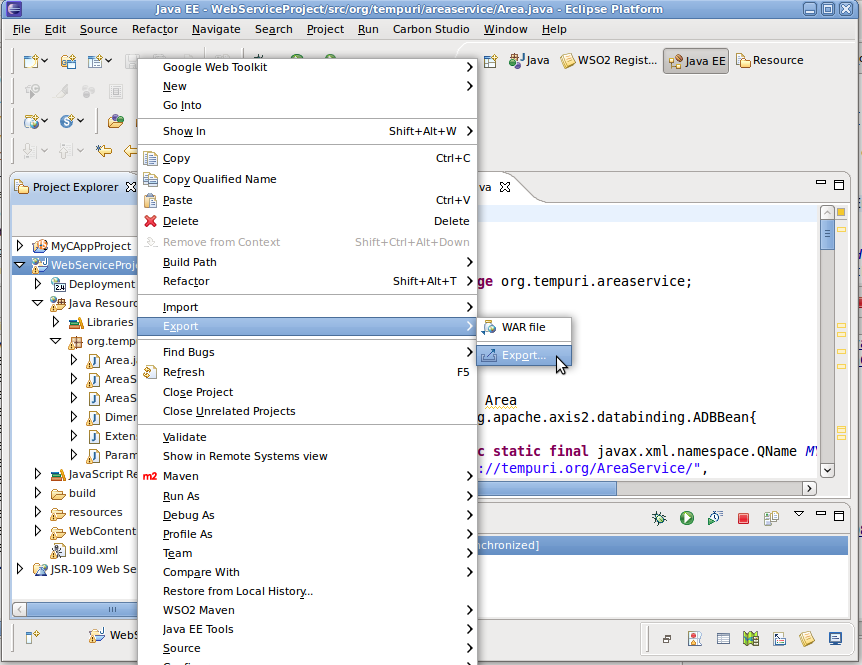 Java EE - WebServiceProject/src/org/tempuri/areaservice/Area.java - Eclipse Platform
File Edit Source Refactor Navigate Search Project Run Carbon Studio Window Help
Java WSO2 Regist... Java EE Resource
Project Explorer
va
MyCAppProject
WebServiceProj
Deployment
Java Resourc
Libraries
org.temp
Area.j
AreaS
AreaS
Dimer
Exten
Param
JavaScript Re
build
resources
WebContent
build.xml
JSR-109 Web Se
WebS
Google Web Toolkit
New
Go Into
Show In Shift+Alt+W
Copy Ctrl+C
Copy Qualified Name
Paste Ctrl+V
Delete Delete
Remove from Context Shift+Ctrl+Alt+Down
Build Path
Refactor Shift+Alt+T
Import
Export
Find Bugs
Refresh F5
Close Project
Close Unrelated Projects
Validate
Show in Remote Systems view
m2 Maven
Run As
Debug As
Profile As
Team
Compare With
Restore from Local History...
WSO2 Maven
Java EE Tools
Source
WAR file
Export...
ge org.tempuri.areaservice;
Area
g.apache.axis2.databinding.ADBBean{
c static final javax.xml.namespace.QName MY
://tempuri.org/AreaService/",
nchronized]